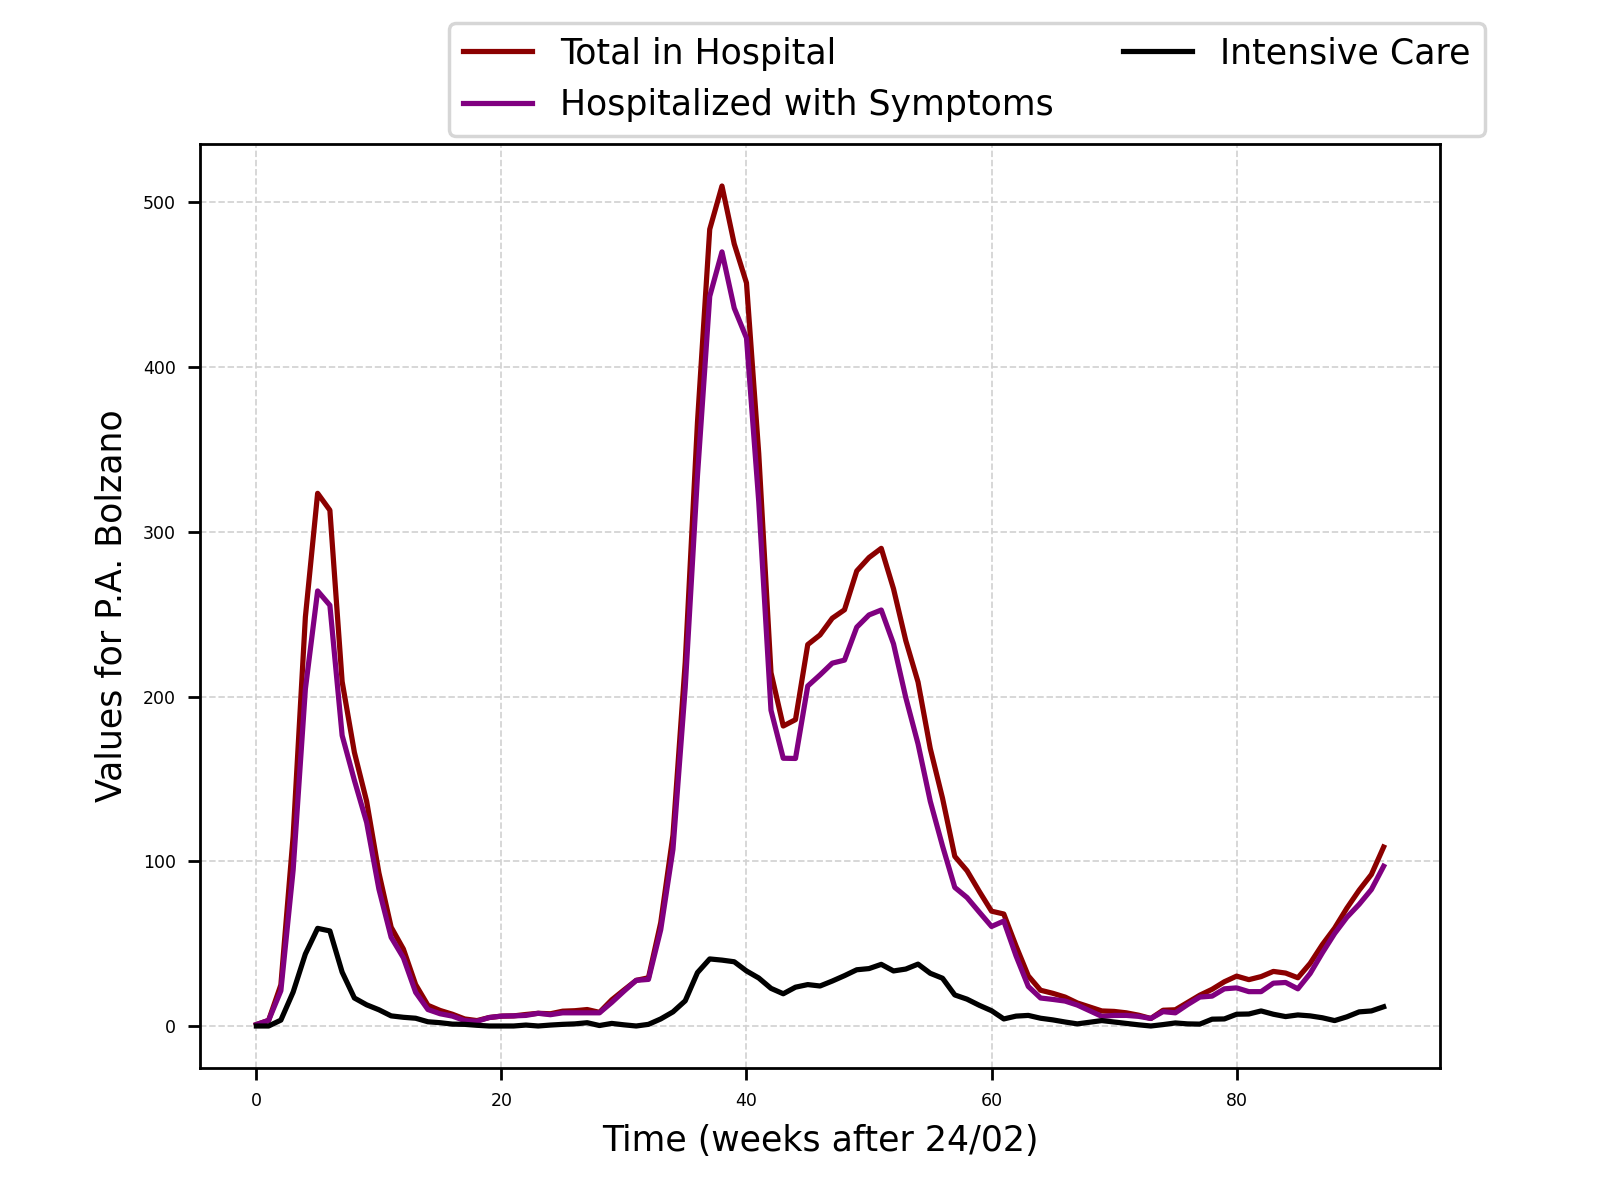 Total in Hospital
Hospitalized with Symptoms
Intensive Care
Values for P.A. Bolzano
500
400
300
200
100
0
0 20 40 60 80
Time (weeks after 24/02)